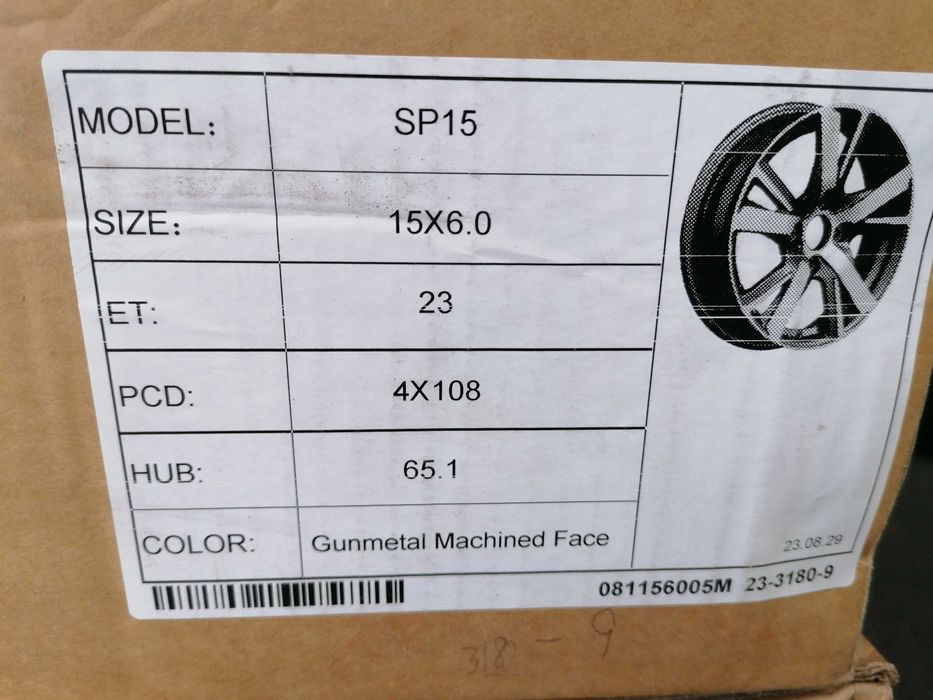 MODEL: SP15
SIZE: 15X6.0
ET: 23
PCD: 4X108
HUB: 65.1
COLOR: Gunmetal Machined Face
23.08.29
081156005M 23-3180-9
318 - 9